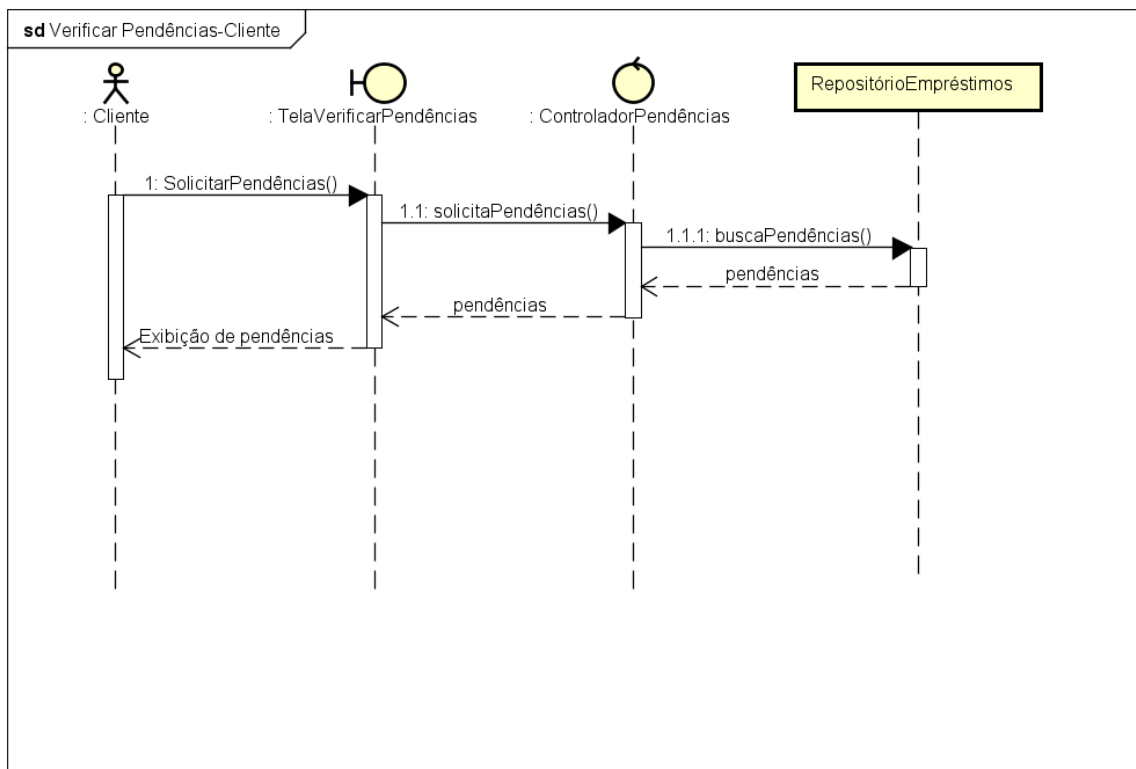 sd Verificar Pendências-Cliente
: Cliente
: TelaVerificarPendências
: ControladorPendências
RepositórioEmpréstimos
1: SolicitarPendências()
1.1: solicitaPendências()
1.1.1: buscaPendências()
pendências
pendências
Exibição de pendências